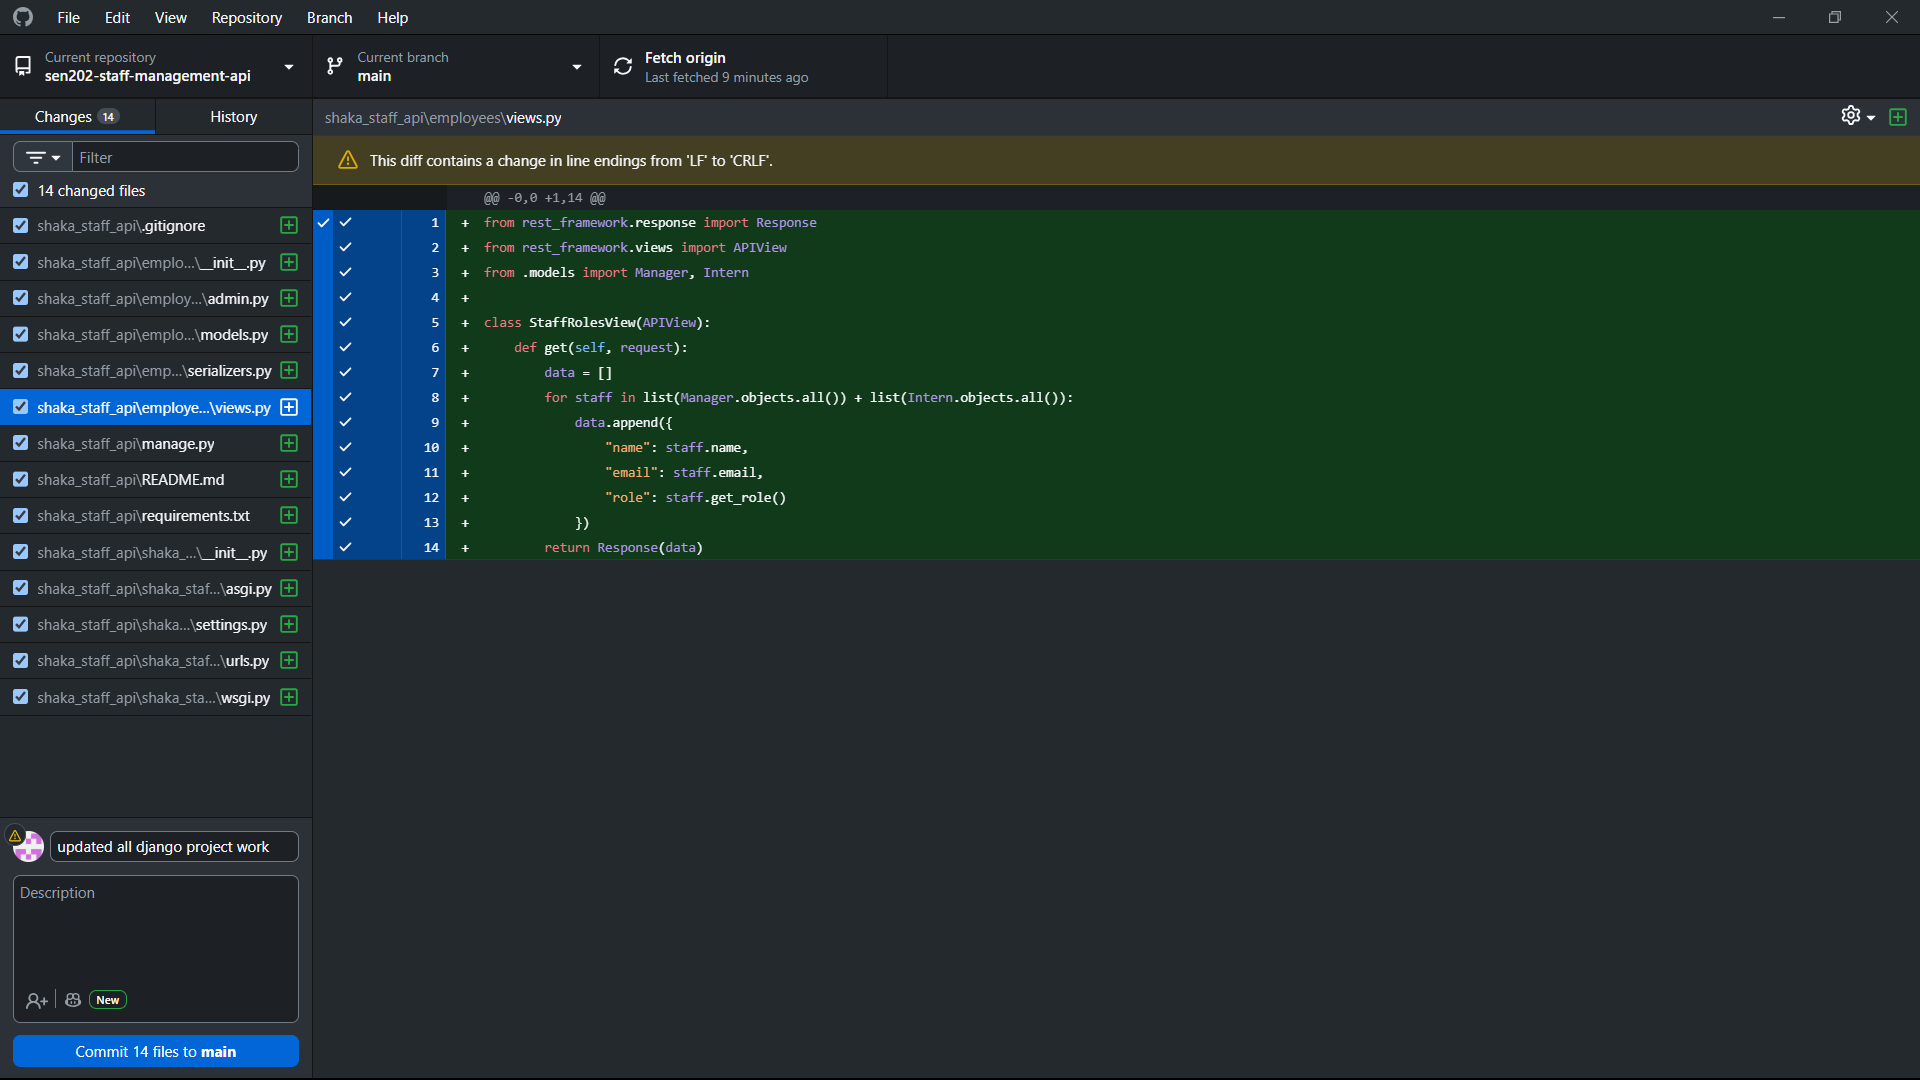 File Edit View Repository Branch Help
Current repository
sen202-staff-management-api
Current branch
main
Fetch origin
Last fetched 9 minutes ago
Changes 14
History
Filter
14 changed files
shaka_staff_api\.gitignore
shaka_staff_api\emplo...\__init__.py
shaka_staff_api\employ...\admin.py
shaka_staff_api\emplo...\models.py
shaka_staff_api\emp...\serializers.py
shaka_staff_api\employe...\views.py
shaka_staff_api\manage.py
shaka_staff_api\README.md
shaka_staff_api\requirements.txt
shaka_staff_api\shaka_...\__init__.py
shaka_staff_api\shaka_staf...\asgi.py
shaka_staff_api\shaka...\settings.py
shaka_staff_api\shaka_staf...\urls.py
shaka_staff_api\shaka_sta...\wsgi.py
updated all django project work
Description
New
Commit 14 files to main
shaka_staff_api\employees\views.py
This diff contains a change in line endings from 'LF' to 'CRLF'.
@@ -0,0 +1,14 @@
1 + from rest_framework.response import Response
2 + from rest_framework.views import APIView
3 + from .models import Manager, Intern
4 +
5 + class StaffRolesView(APIView):
6 +     def get(self, request):
7 +         data = []
8 +         for staff in list(Manager.objects.all()) + list(Intern.objects.all()):
9 +             data.append({
10 +                 "name": staff.name,
11 +                 "email": staff.email,
12 +                 "role": staff.get_role()
13 +             })
14 +         return Response(data)